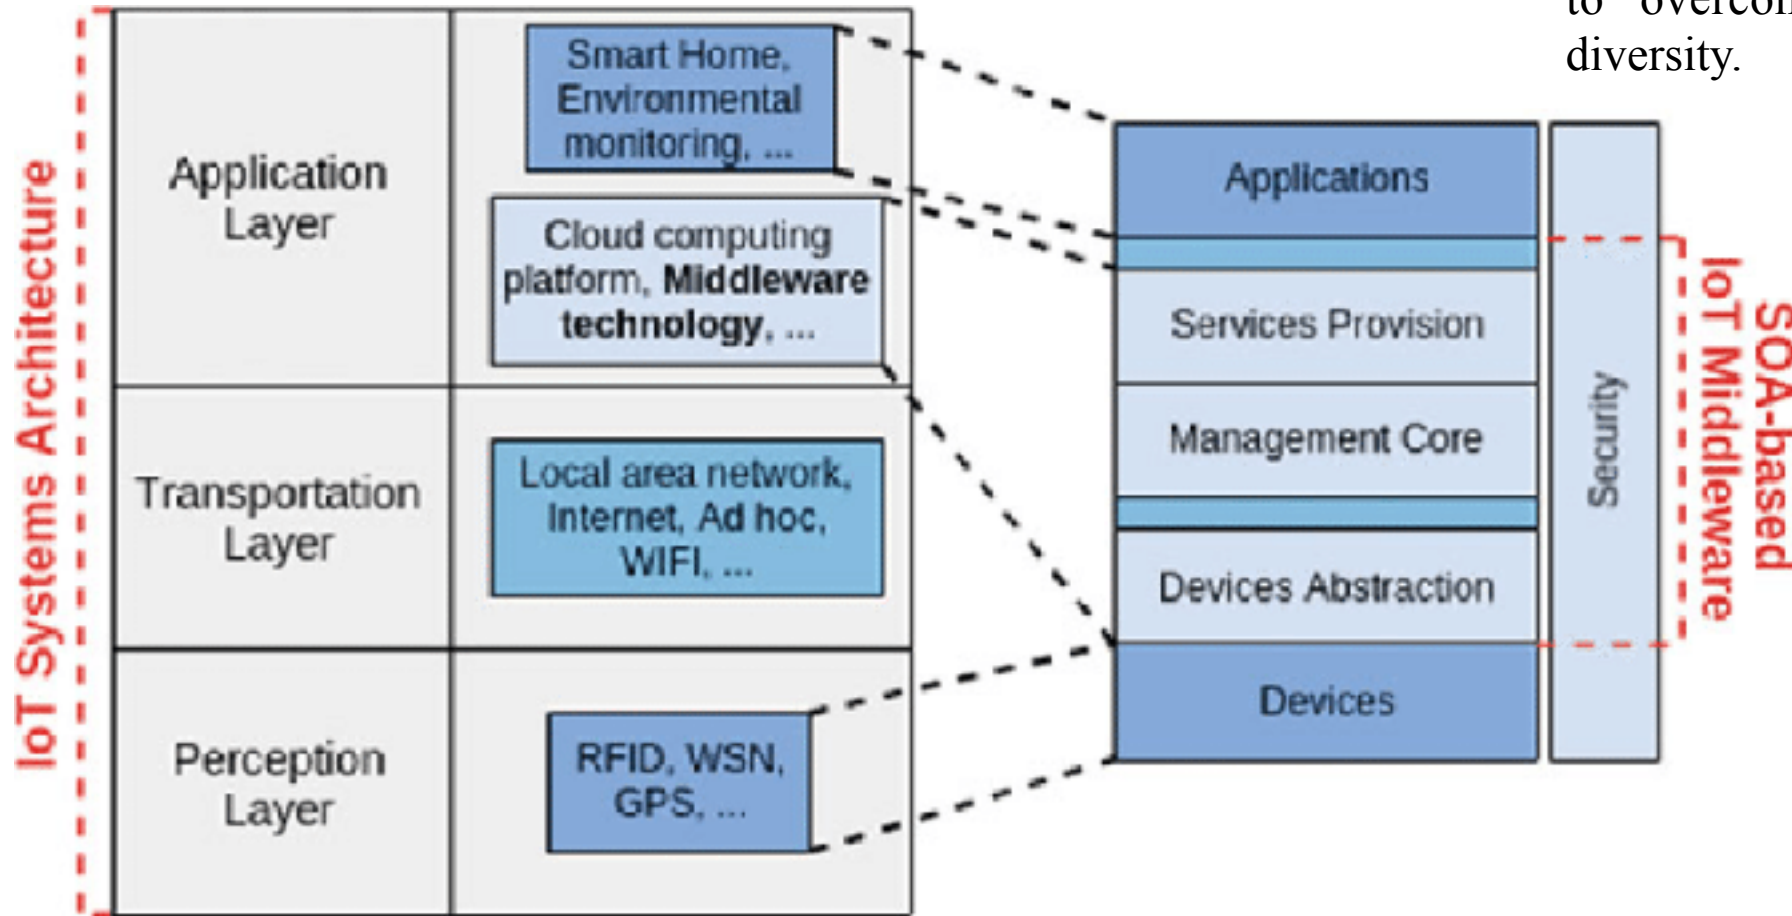 to overcom
diversity.
IoT Systems Architecture
Application
Layer
Smart Home,
Environmental
monitoring, ...
Cloud computing
platform, Middleware
technology, ...
Transportation
Layer
Local area network,
Internet, Ad hoc,
WIFI, ...
Perception
Layer
RFID, WSN,
GPS, ...
Applications
Services Provision
Management Core
Devices Abstraction
Devices
Security
SOA-based
IoT Middleware